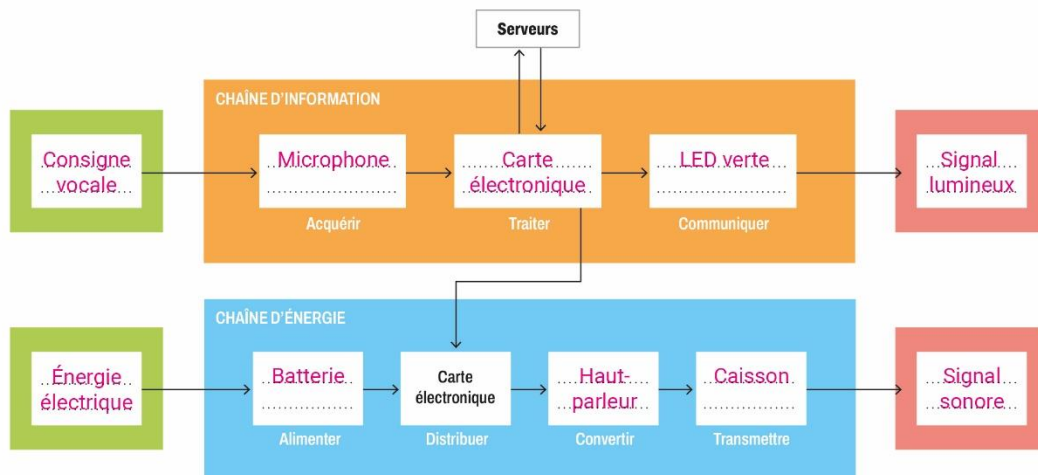 Serveurs
CHAÎNE D'INFORMATION
Consigne
vocale
Microphone
Carte
électronique
LED verte
Signal
lumineux
Acquérir
Traiter
Communiquer
CHAÎNE D'ÉNERGIE
Énergie
électrique
Batterie
Carte
électronique
Haut-
parleur
Caisson
Signal
sonore
Alimenter
Distribuer
Convertir
Transmettre